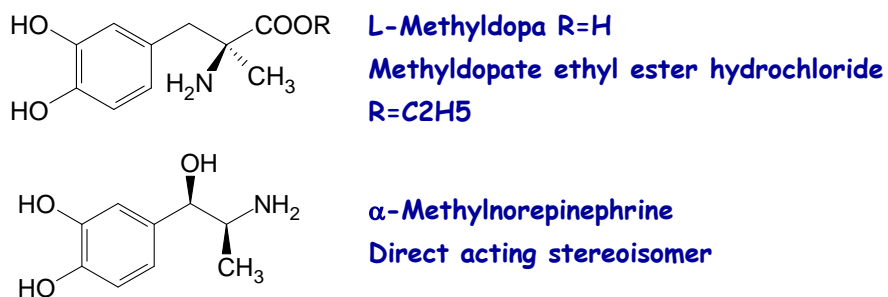 HO
HO
COOR
H₂N
CH₃
L-Methyldopa R=H
Methyldopate ethyl ester hydrochloride
R=C2H5
OH
HO
HO
NH₂
CH₃
α-Methylnorepinephrine
Direct acting stereoisomer